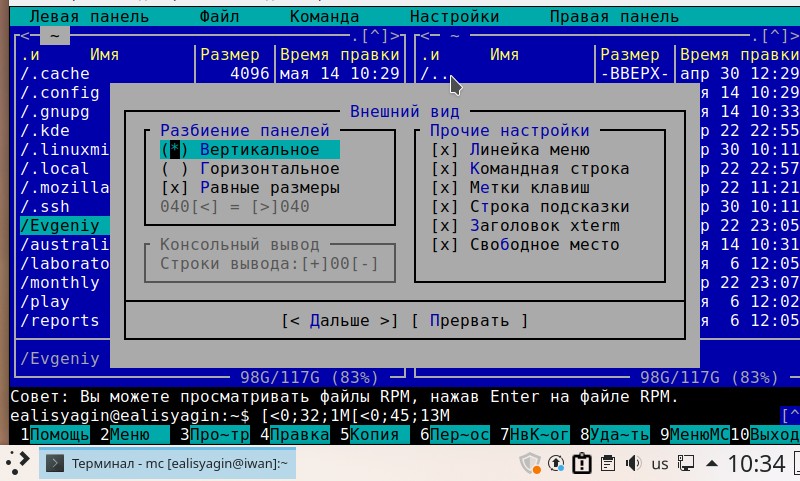 Левая панель Файл Команда Настройки Правая панель
<─ ~ .[^]> <─ ~ .[^]>
.и Имя Размер Время правки .и Имя Размер Время правки
/.cache 4096 мая 14 10:29 /.. -ВВЕРХ- апр 30 12:29
/.config я 14 10:29
/.gnupg я 14 10:33
/.kde р 22 22:55
/.linuxmi р 30 10:11
/.local р 22 22:57
/.mozilla р 22 11:21
/.ssh р 30 10:11
/Evgeniy р 22 23:05
/australi я 14 10:31
/laborato я 6 12:05
/monthly р 22 23:07
/play я 6 12:02
/reports я 6 12:05
Внешний вид
Разбиение панелей
(*) Вертикальное
( ) Горизонтальное
[x] Равные размеры
040[<] = [>]040
Консольный вывод
Строки вывода:[+]00[-]
Прочие настройки
[x] Линейка меню
[x] Командная строка
[x] Метки клавиш
[x] Строка подсказки
[x] Заголовок xterm
[x] Свободное место
[< Дальше >] [ Прервать ]
/Evgeniy
98G/117G (83%) 98G/117G (83%)
Совет: Вы можете просматривать файлы RPM, нажав Enter на файле RPM.
ealisyagin@ealisyagin:~$ [<0;32;1M[<0;45;13M [^
1Помощь 2Меню 3Про~тр 4Правка 5Копия 6Пер~ос 7НвК~ог 8Уда~ть 9МенюMC 10Выход
Терминал - mc [ealisyagin@iwan]:~ us 10:34